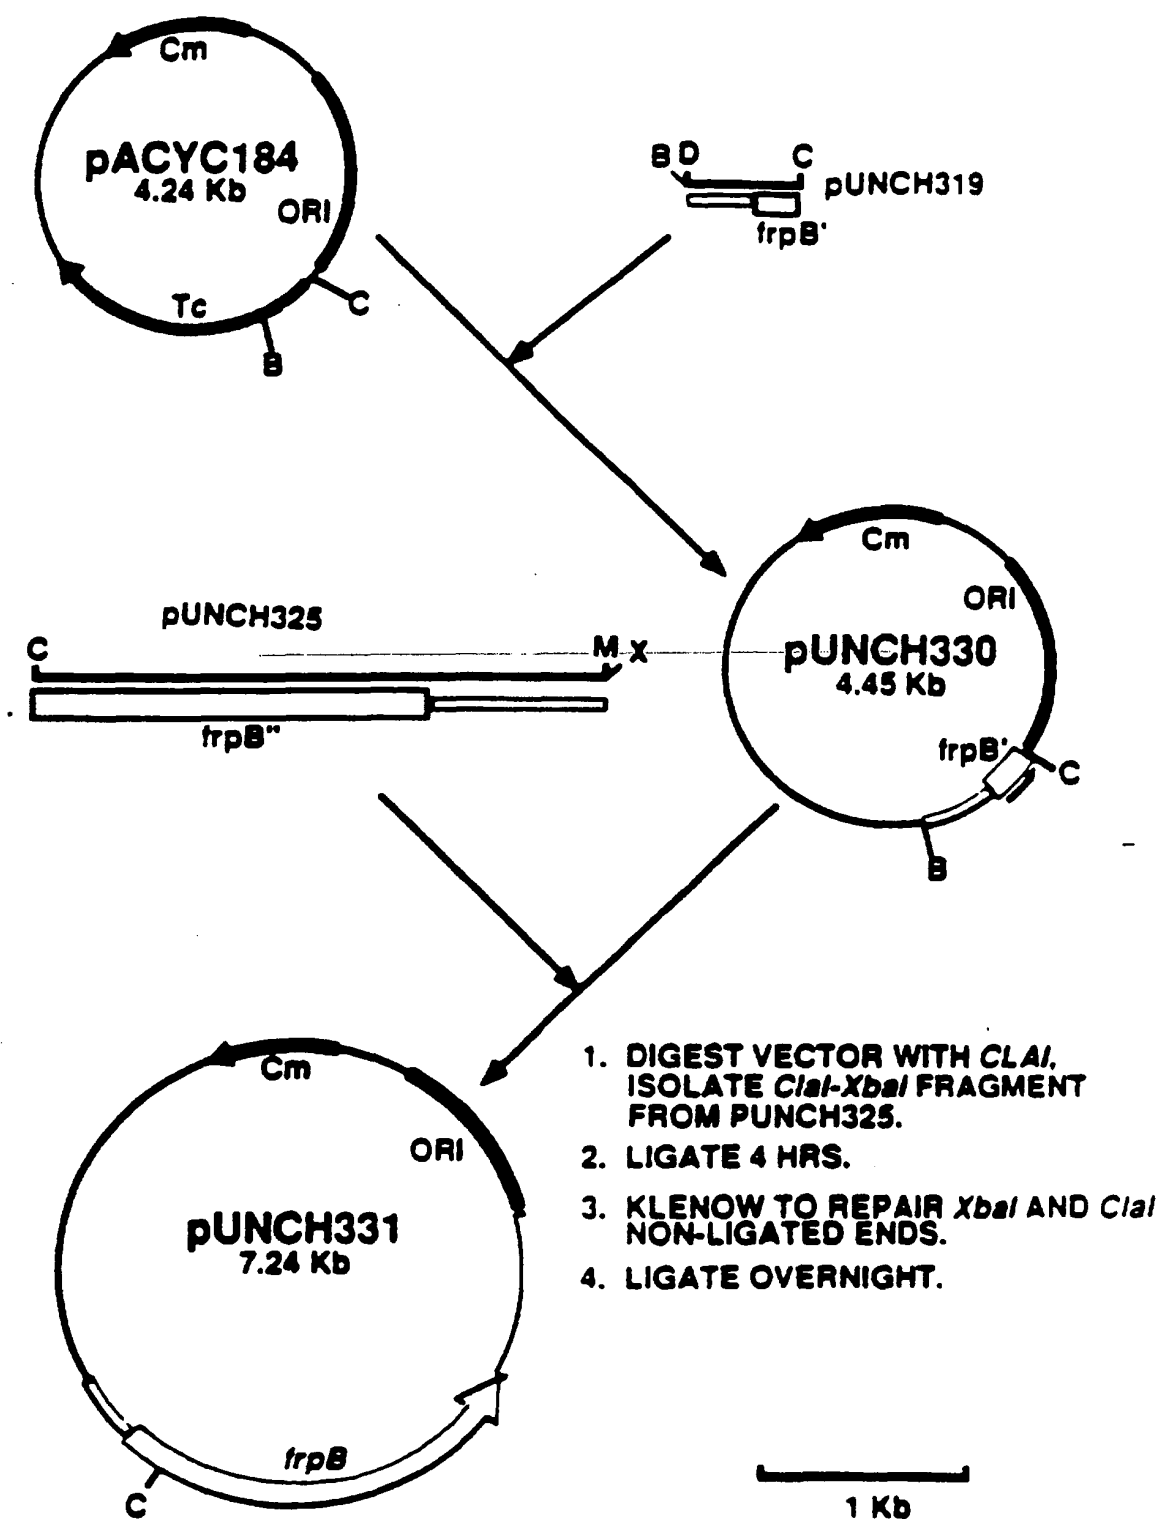 Cm
pACYC184
4.24 Kb
ORI
Tc
C
B
B D C
pUNCH319
frpB'
pUNCH325
C M X
frpB"
Cm
ORI
pUNCH330
4.45 Kb
frpB'
C
B
Cm
ORI
pUNCH331
7.24 Kb
frpB
C
1. DIGEST VECTOR WITH CLAI,
ISOLATE ClaI-XbaI FRAGMENT
FROM PUNCH325.
2. LIGATE 4 HRS.
3. KLENOW TO REPAIR XbaI AND ClaI
NON-LIGATED ENDS.
4. LIGATE OVERNIGHT.
1 Kb